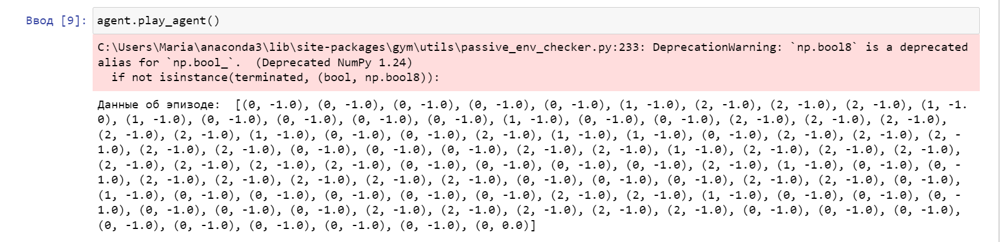 Ввод [9]: agent.play_agent()
C:\Users\Maria\anaconda3\lib\site-packages\gym\utils\passive_env_checker.py:233: DeprecationWarning: `np.bool8` is a deprecated
alias for `np.bool_`.  (Deprecated NumPy 1.24)
  if not isinstance(terminated, (bool, np.bool8)):
Данные об эпизоде:  [(0, -1.0), (0, -1.0), (0, -1.0), (0, -1.0), (0, -1.0), (1, -1.0), (2, -1.0), (2, -1.0), (2, -1.0), (1, -1.
0), (1, -1.0), (0, -1.0), (0, -1.0), (0, -1.0), (0, -1.0), (1, -1.0), (0, -1.0), (0, -1.0), (2, -1.0), (2, -1.0), (2, -1.0),
(2, -1.0), (2, -1.0), (1, -1.0), (0, -1.0), (0, -1.0), (2, -1.0), (1, -1.0), (1, -1.0), (0, -1.0), (2, -1.0), (2, -1.0), (2, -
1.0), (2, -1.0), (2, -1.0), (0, -1.0), (0, -1.0), (0, -1.0), (2, -1.0), (2, -1.0), (1, -1.0), (2, -1.0), (2, -1.0), (2, -1.0),
(2, -1.0), (2, -1.0), (2, -1.0), (2, -1.0), (0, -1.0), (0, -1.0), (0, -1.0), (0, -1.0), (2, -1.0), (1, -1.0), (0, -1.0), (0, -
1.0), (2, -1.0), (2, -1.0), (2, -1.0), (2, -1.0), (2, -1.0), (0, -1.0), (0, -1.0), (0, -1.0), (2, -1.0), (2, -1.0), (0, -1.0),
(1, -1.0), (0, -1.0), (0, -1.0), (0, -1.0), (0, -1.0), (0, -1.0), (2, -1.0), (2, -1.0), (1, -1.0), (0, -1.0), (0, -1.0), (0, -
1.0), (0, -1.0), (0, -1.0), (0, -1.0), (2, -1.0), (2, -1.0), (2, -1.0), (2, -1.0), (2, -1.0), (0, -1.0), (0, -1.0), (0, -1.0),
(0, -1.0), (0, -1.0), (0, -1.0), (0, -1.0), (0, -1.0), (0, 0.0)]